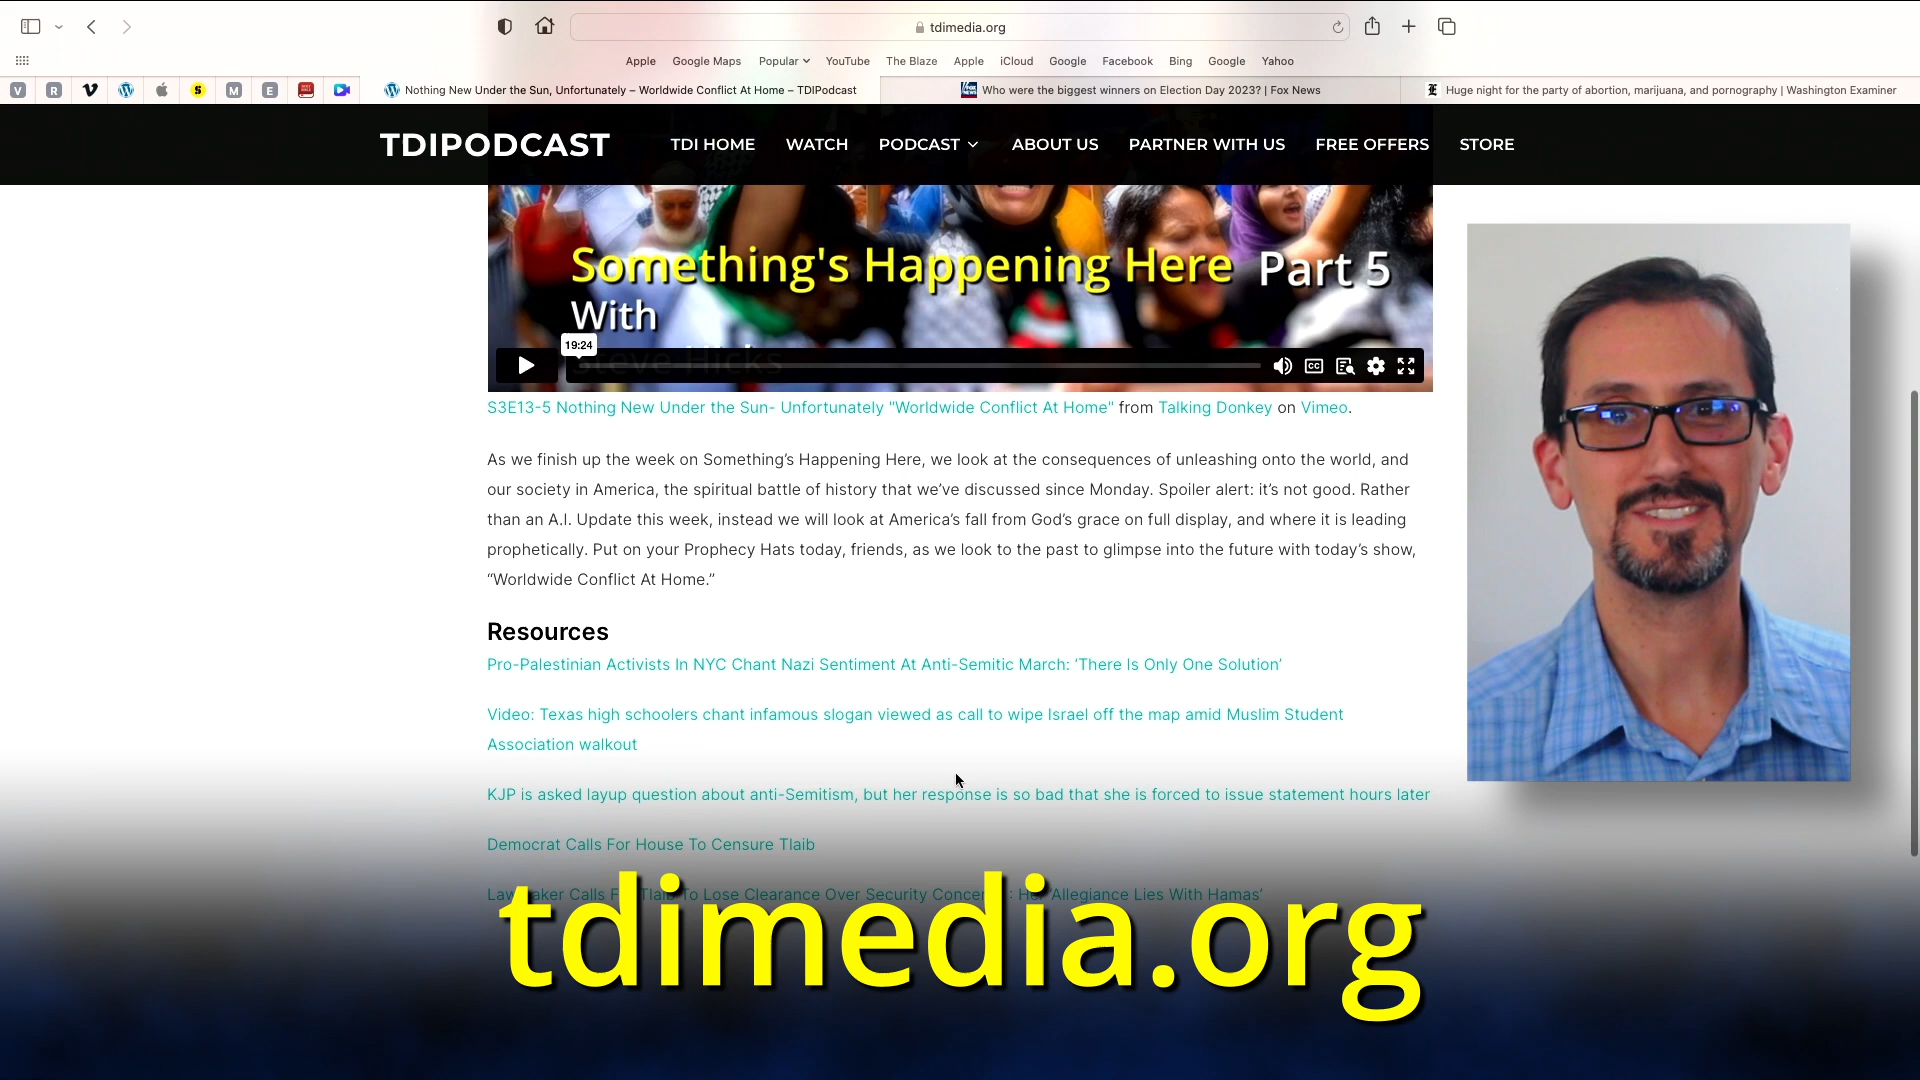 tdimedia.org
Apple Google Maps Popular YouTube The Blaze Apple iCloud Google Facebook Bing Google Yahoo
V R S M E Nothing New Under the Sun, Unfortunately – Worldwide Conflict At Home – TDIPodcast Who were the biggest winners on Election Day 2023? | Fox News Huge night for the party of abortion, marijuana, and pornography | Washington Examiner
TDIPODCAST TDI HOME WATCH PODCAST ABOUT US PARTNER WITH US FREE OFFERS STORE
Something's Happening Here Part 5
With
19:24
Steve Hicks
CC
S3E13-5 Nothing New Under the Sun- Unfortunately "Worldwide Conflict At Home" from Talking Donkey on Vimeo.
As we finish up the week on Something’s Happening Here, we look at the consequences of unleashing onto the world, and
our society in America, the spiritual battle of history that we’ve discussed since Monday. Spoiler alert: it’s not good. Rather
than an A.I. Update this week, instead we will look at America’s fall from God’s grace on full display, and where it is leading
prophetically. Put on your Prophecy Hats today, friends, as we look to the past to glimpse into the future with today’s show,
“Worldwide Conflict At Home.”
Resources
Pro-Palestinian Activists In NYC Chant Nazi Sentiment At Anti-Semitic March: ‘There Is Only One Solution’
Video: Texas high schoolers chant infamous slogan viewed as call to wipe Israel off the map amid Muslim Student
Association walkout
KJP is asked layup question about anti-Semitism, but her response is so bad that she is forced to issue statement hours later
Democrat Calls For House To Censure Tlaib
Calls Tlaib To Lose Clearance Over Security ‘Allegiance Lies With Hamas’
tdimedia.org